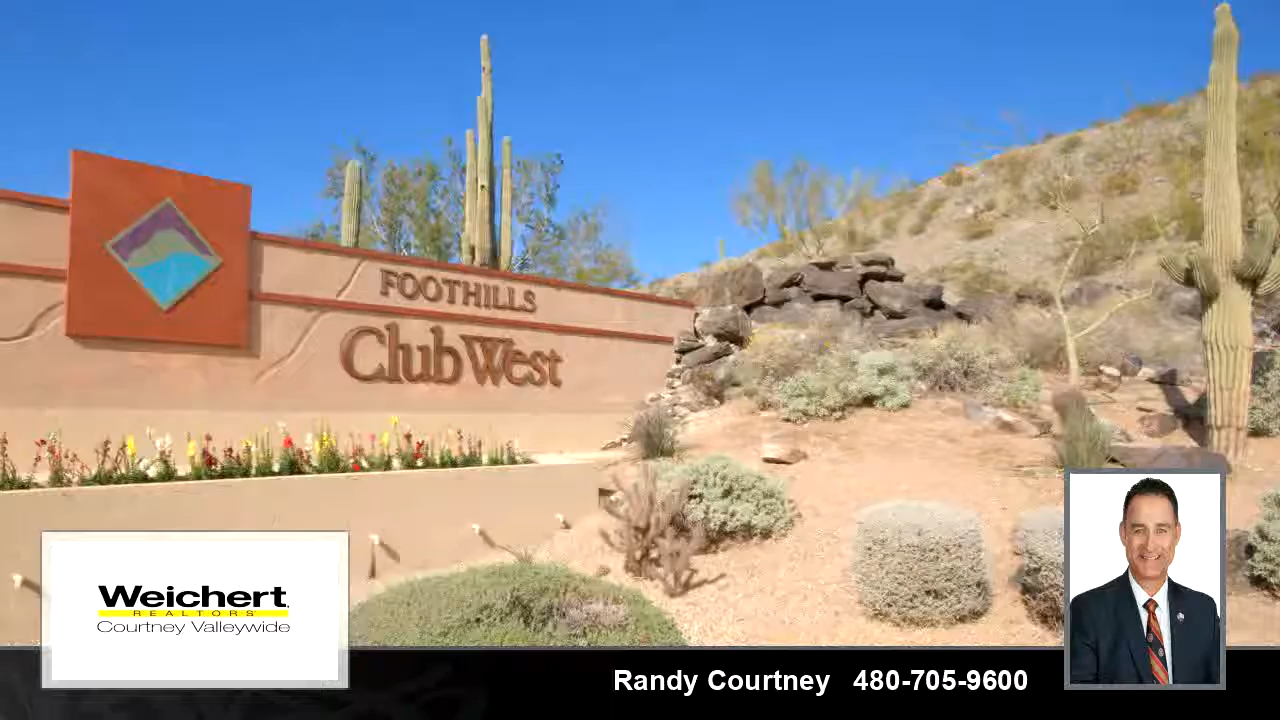 FOOTHILLS
Club West
Weichert
REALTORS
Courtney Valleywide
Randy Courtney 480-705-9600